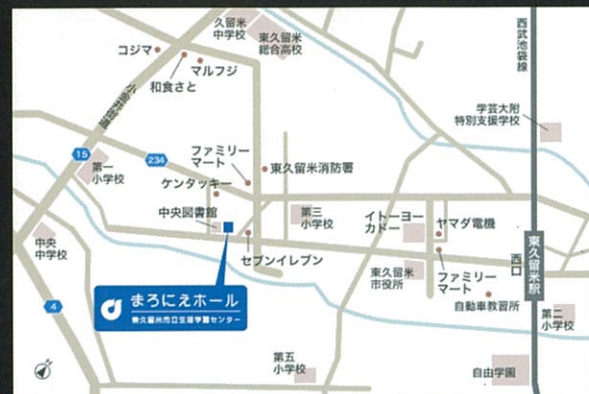 久留米
中学校
東久留米
総合高校
西武池袋線
コジマ
マルフジ
和食さと
小金井街道
学芸大附
特別支援学校
15
234
第一
小学校
ファミリー
マート
東久留米消防署
ケンタッキー
中央図書館
第三
小学校
イトーヨー
カドー
ヤマダ電機
中央
中学校
セブンイレブン
西口
東久留米駅
東久留米
市役所
ファミリー
マート
自動車教習所
4
まろにえホール
東久留米市立生涯学習センター
第二
小学校
第五
小学校
自由学園